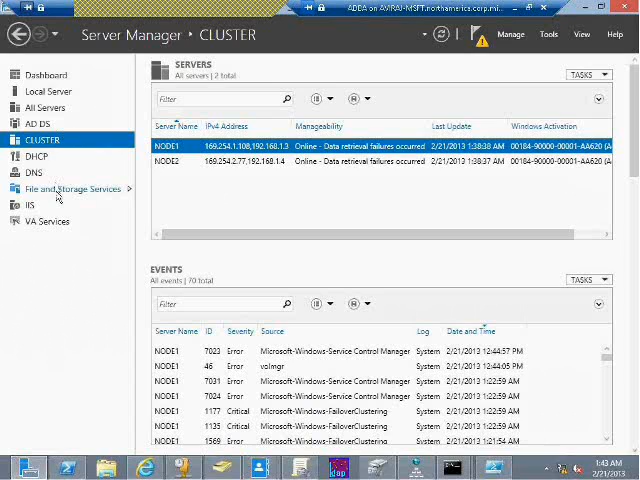 ADDA on AVIRAJ-MSFT.northamerica.corp.mi...
Server Manager ▸ CLUSTER
Manage Tools View Help
Dashboard
Local Server
All Servers
AD DS
CLUSTER
DHCP
DNS
File and Storage Services
IIS
VA Services
SERVERS
All servers | 2 total
TASKS
Filter
Server Name IPv4 Address Manageability Last Update Windows Activation
NODE1 169.254.1.108,192.168.1.3 Online - Data retrieval failures occurred 2/21/2013 1:38:38 AM 00184-90000-00001-AA620 (A
NODE2 169.254.2.77,192.168.1.4 Online - Data retrieval failures occurred 2/21/2013 1:38:37 AM 00184-90000-00001-AA620 (A
EVENTS
All events | 70 total
TASKS
Filter
Server Name ID Severity Source Log Date and Time
NODE1 7023 Error Microsoft-Windows-Service Control Manager System 2/21/2013 12:44:57 PM
NODE1 46 Error volmgr System 2/21/2013 12:44:05 PM
NODE1 7031 Error Microsoft-Windows-Service Control Manager System 2/21/2013 1:22:59 AM
NODE1 7024 Error Microsoft-Windows-Service Control Manager System 2/21/2013 1:22:59 AM
NODE1 1177 Critical Microsoft-Windows-FailoverClustering System 2/21/2013 1:22:59 AM
NODE1 1135 Critical Microsoft-Windows-FailoverClustering System 2/21/2013 1:22:59 AM
NODE1 1569 Error Microsoft-Windows-FailoverClustering System 2/21/2013 1:21:54 AM
ldap
1:43 AM
2/21/2013